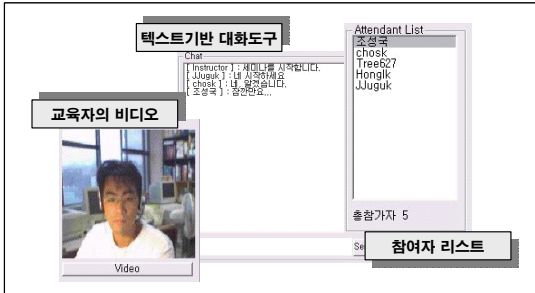 텍스트기반 대화도구
Chat
[ Instructor ] : 세미나를 시작합니다.
[ JJuguk ] : 네 시작하세요
[ chosk ] : 네, 알겠습니다.
[ 조성국 ] : 잠깐만요...
Attendant List
조성국
chosk
Tree627
HongIk
JJuguk
총참가자 5
교육자의 비디오
Video
참여자 리스트